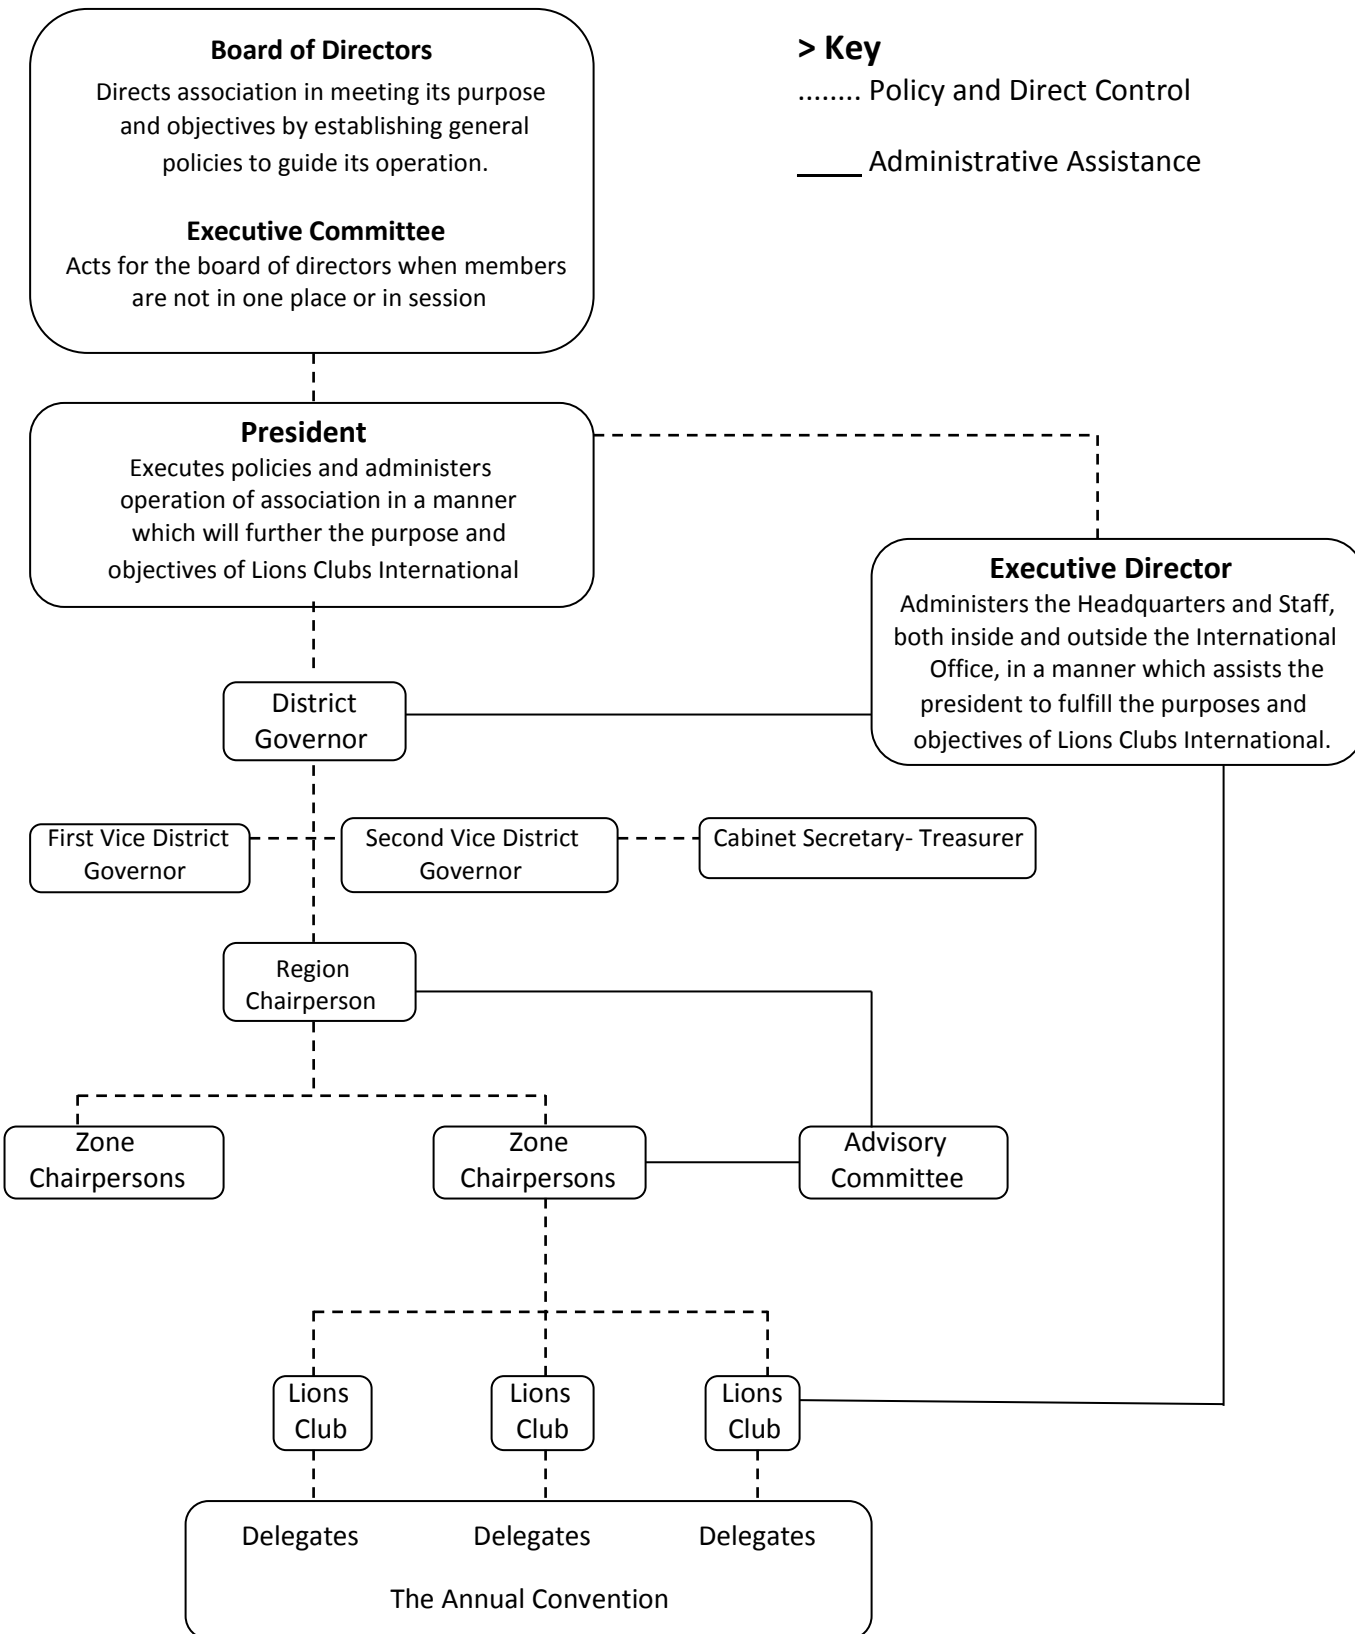 Board of Directors
Directs association in meeting its purpose
and objectives by establishing general
policies to guide its operation.
Executive Committee
Acts for the board of directors when members
are not in one place or in session
> Key
........ Policy and Direct Control
____ Administrative Assistance
President
Executes policies and administers
operation of association in a manner
which will further the purpose and
objectives of Lions Clubs International
Executive Director
Administers the Headquarters and Staff,
both inside and outside the International
Office, in a manner which assists the
president to fulfill the purposes and
objectives of Lions Clubs International.
District
Governor
First Vice District
Governor
Second Vice District
Governor
Cabinet Secretary- Treasurer
Region
Chairperson
Zone
Chairpersons
Zone
Chairpersons
Advisory
Committee
Lions
Club
Lions
Club
Lions
Club
Delegates
Delegates
Delegates
The Annual Convention